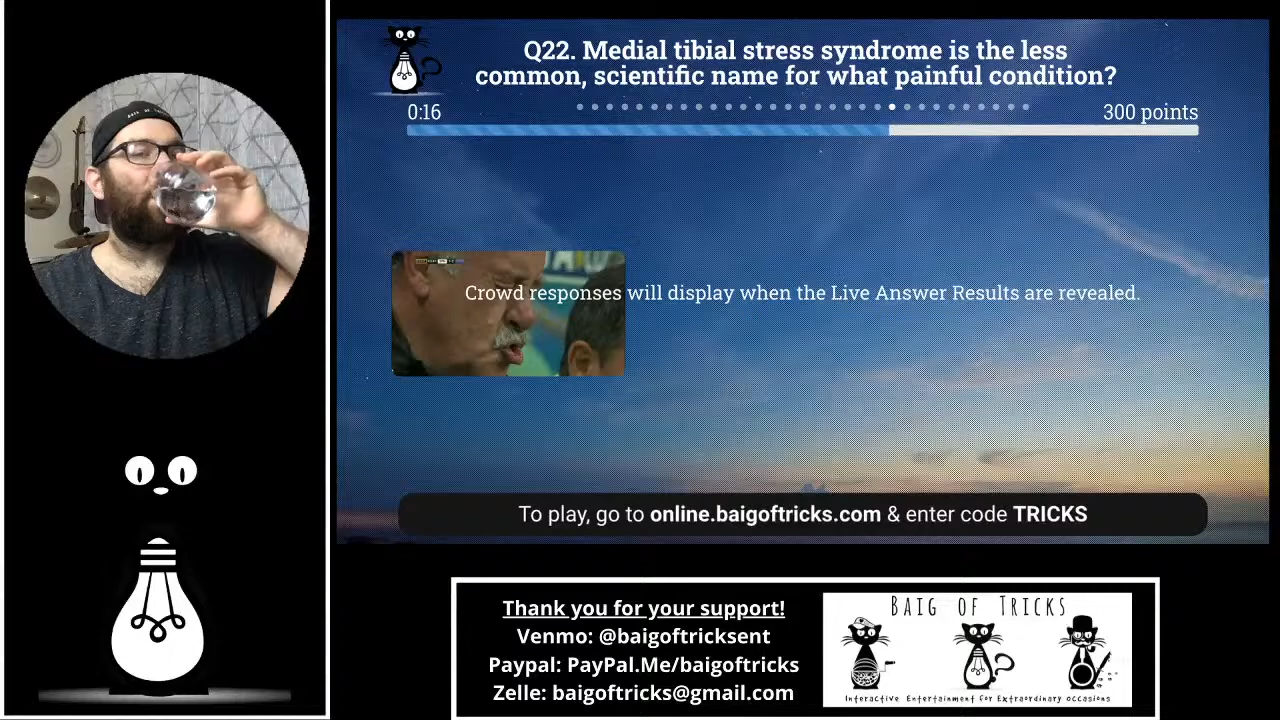 Q22. Medial tibial stress syndrome is the less
common, scientific name for what painful condition?
0:16
300 points
Crowd responses will display when the Live Answer Results are revealed.
To play, go to online.baigoftricks.com & enter code TRICKS
Thank you for your support!
Venmo: @baigoftricksent
Paypal: PayPal.Me/baigoftricks
Zelle: baigoftricks@gmail.com
BAIG OF TRICKS
Interactive Entertainment for Extraordinary occasions